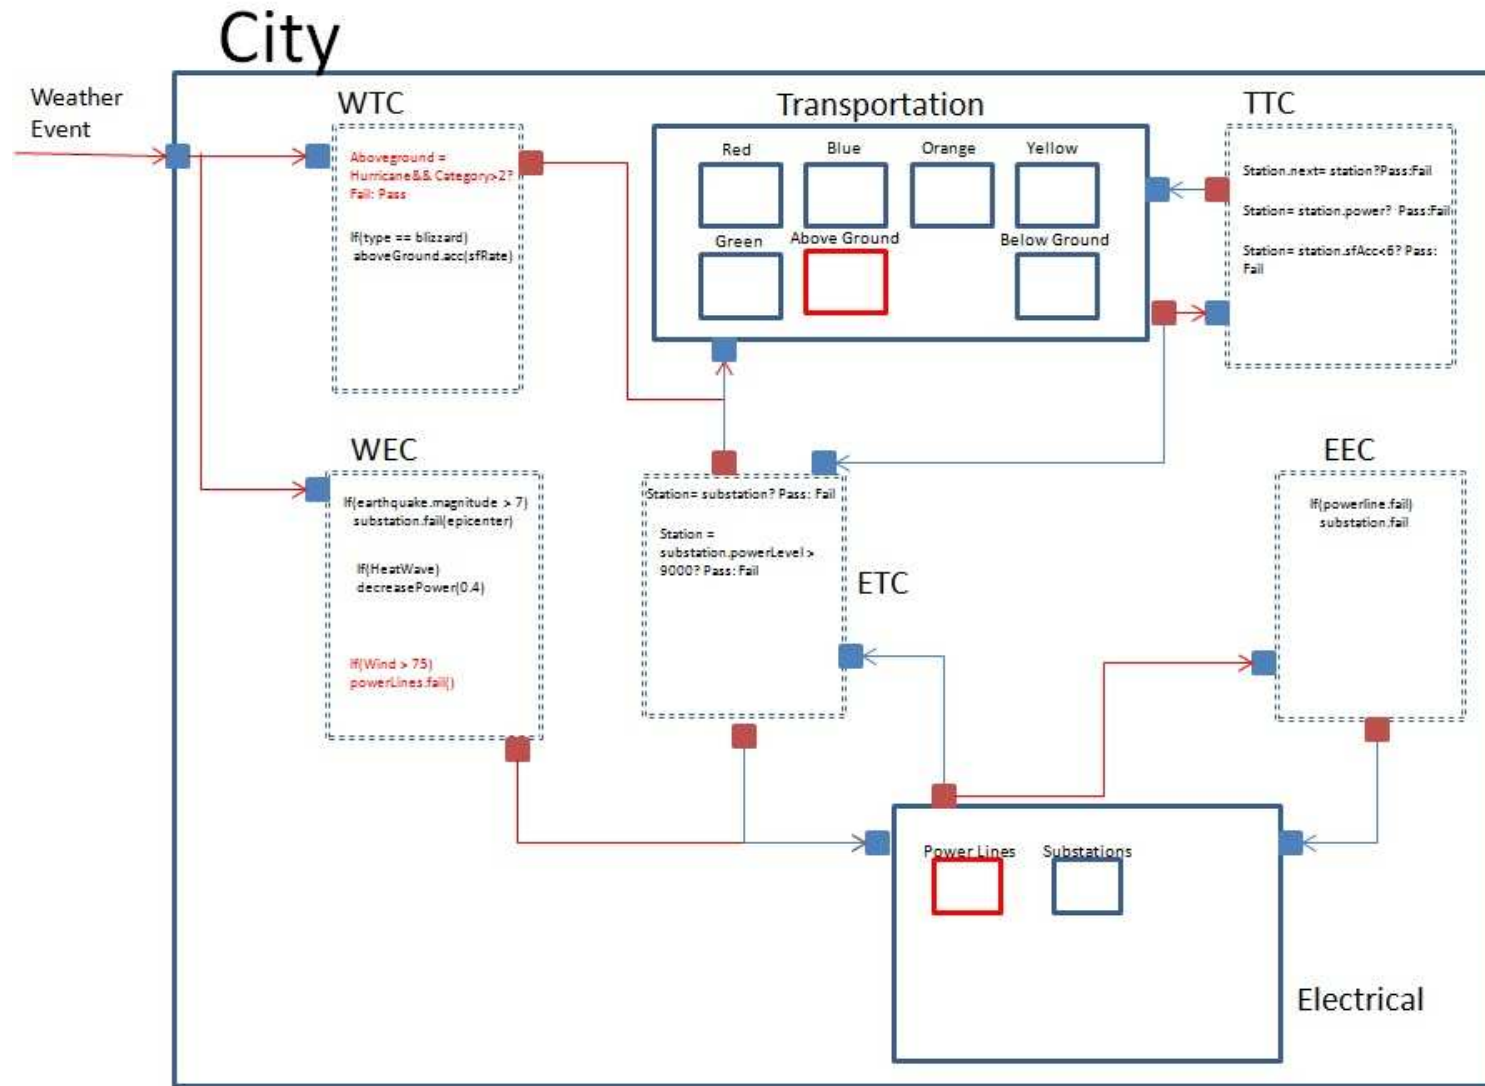 City
Weather
Event
WTC
Aboveground =
Hurricane&& Category>2?
Fail: Pass
If(type == blizzard)
aboveGround.acc(sfRate)
Transportation
Red
Blue
Orange
Yellow
Green
Above Ground
Below Ground
TTC
Station.next= station?Pass:Fail
Station= station.power? Pass:Fail
Station= station.sfAcc<6? Pass:
Fail
WEC
If(earthquake.magnitude > 7)
substation.fail(epicenter)
If(HeatWave)
decreasePower(0.4)
If(Wind > 75)
powerLines.fail()
Station= substation? Pass: Fail
Station =
substation.powerLevel >
9000? Pass: Fail
ETC
EEC
If(powerline.fail)
substation.fail
Power Lines
Substations
Electrical